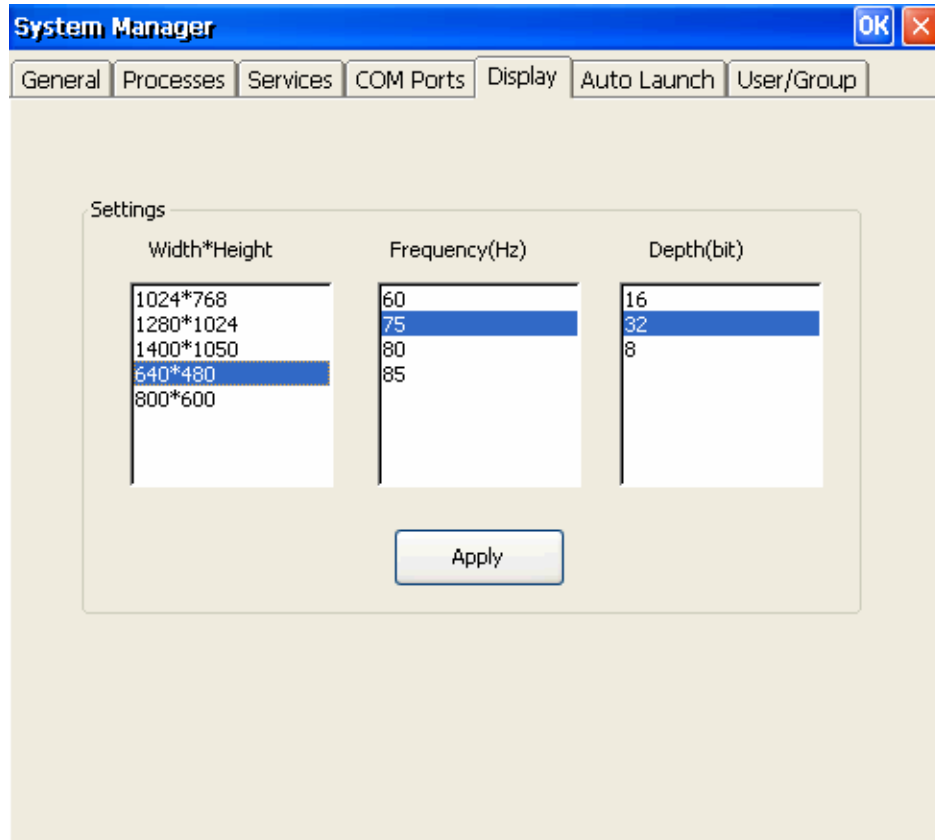 System Manager OK
General Processes Services COM Ports Display Auto Launch User/Group
Settings
Width*Height Frequency(Hz) Depth(bit)
1024*768 60 16
1280*1024 75 32
1400*1050 80 8
640*480 85
800*600
Apply